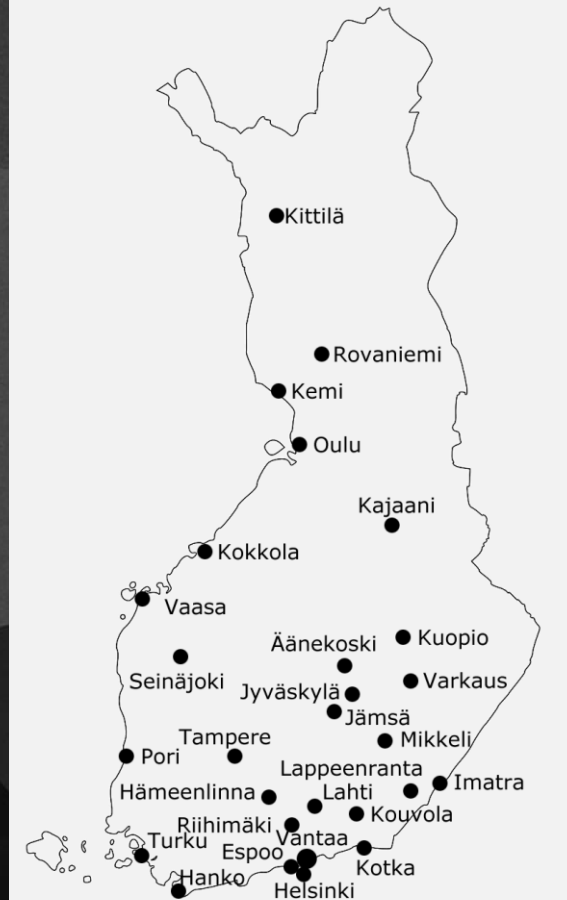 Kittilä
Rovaniemi
Kemi
Oulu
Kajaani
Kokkola
Vaasa
Kuopio
Äänekoski
Seinäjoki
Varkaus
Jyväskylä
Jämsä
Tampere
Mikkeli
Pori
Lappeenranta
Imatra
Hämeenlinna
Lahti
Kouvola
Riihimäki
Vantaa
Turku
Espoo
Kotka
Hanko
Helsinki